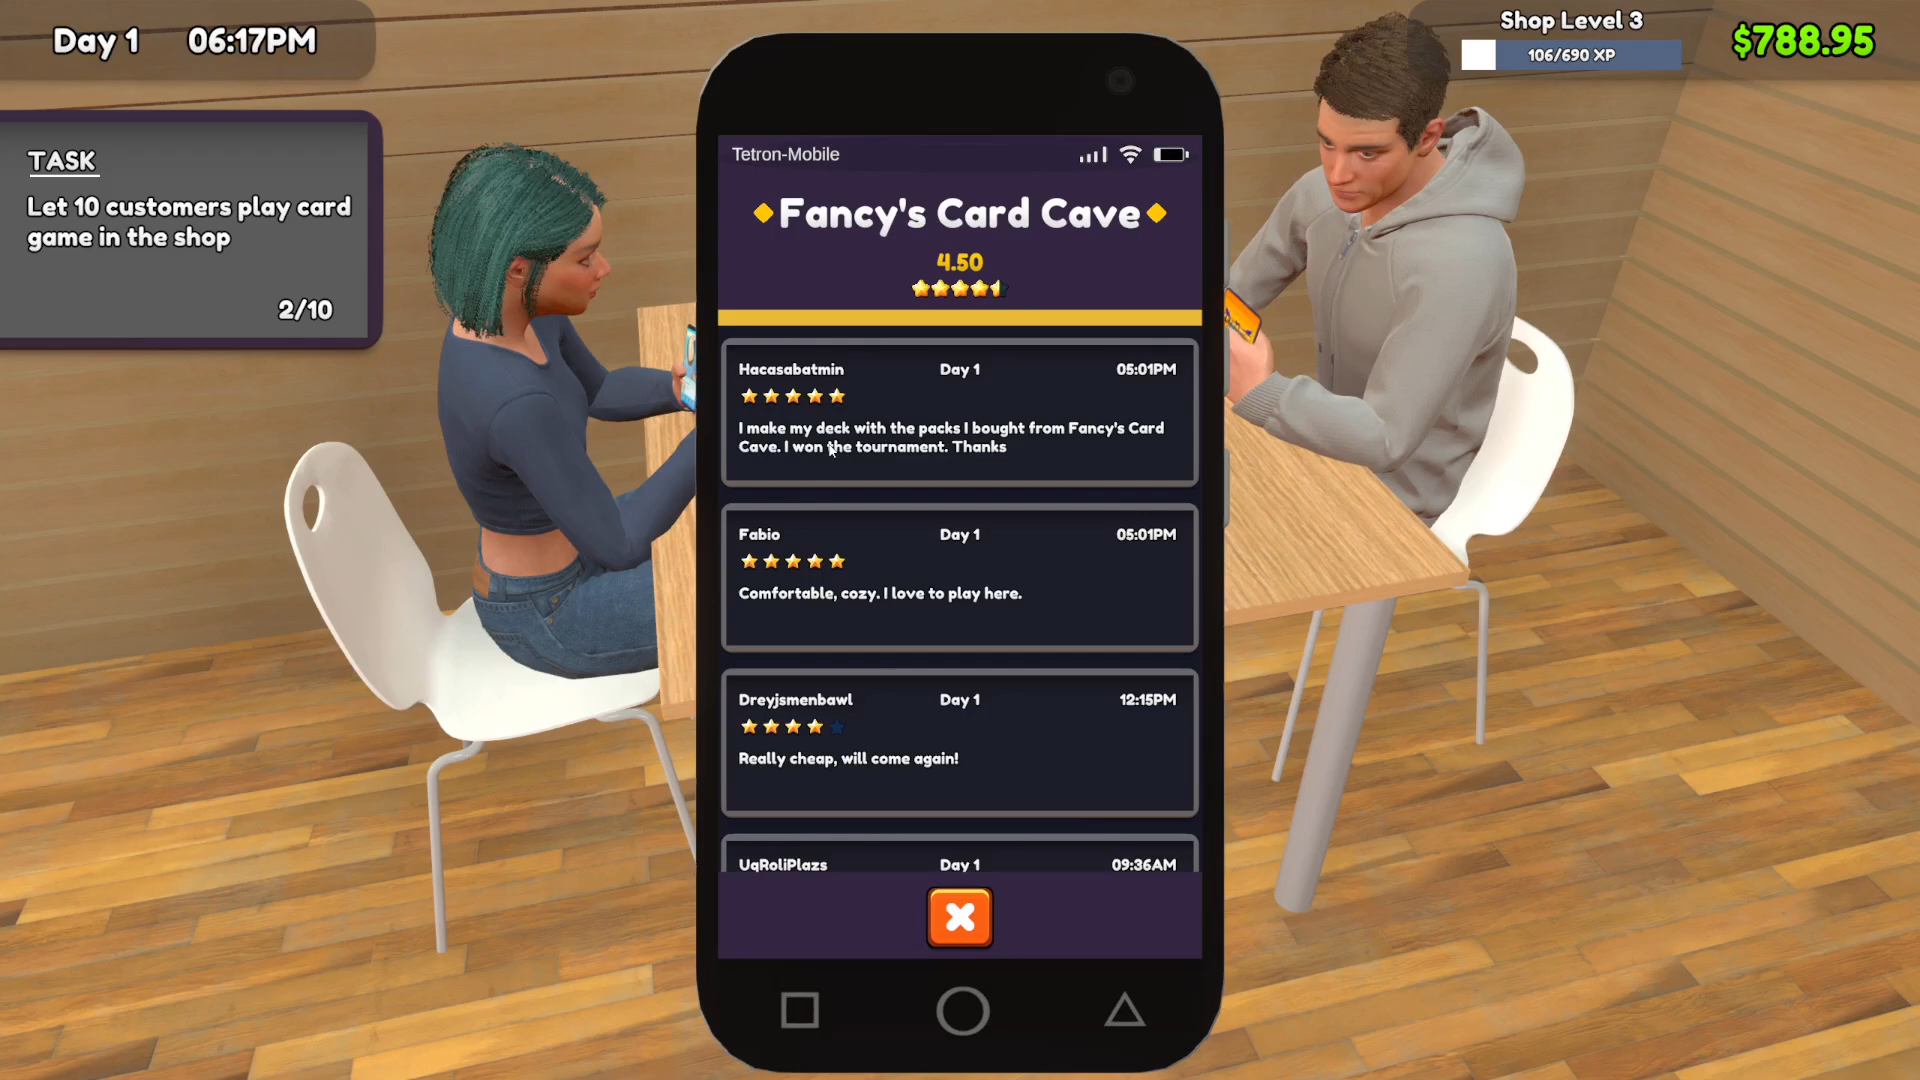 Day 1 06:17PM
Shop Level 3
106/690 XP
$788.95
TASK
Let 10 customers play card
game in the shop
2/10
Tetron-Mobile
Fancy's Card Cave
4.50
Hacasabatmin Day 1 05:01PM
I make my deck with the packs I bought from Fancy's Card
Cave. I won the tournament. Thanks
Fabio Day 1 05:01PM
Comfortable, cozy. I love to play here.
Dreyjsmenbawl Day 1 12:15PM
Really cheap, will come again!
UqRoliPlazs Day 1 09:36AM